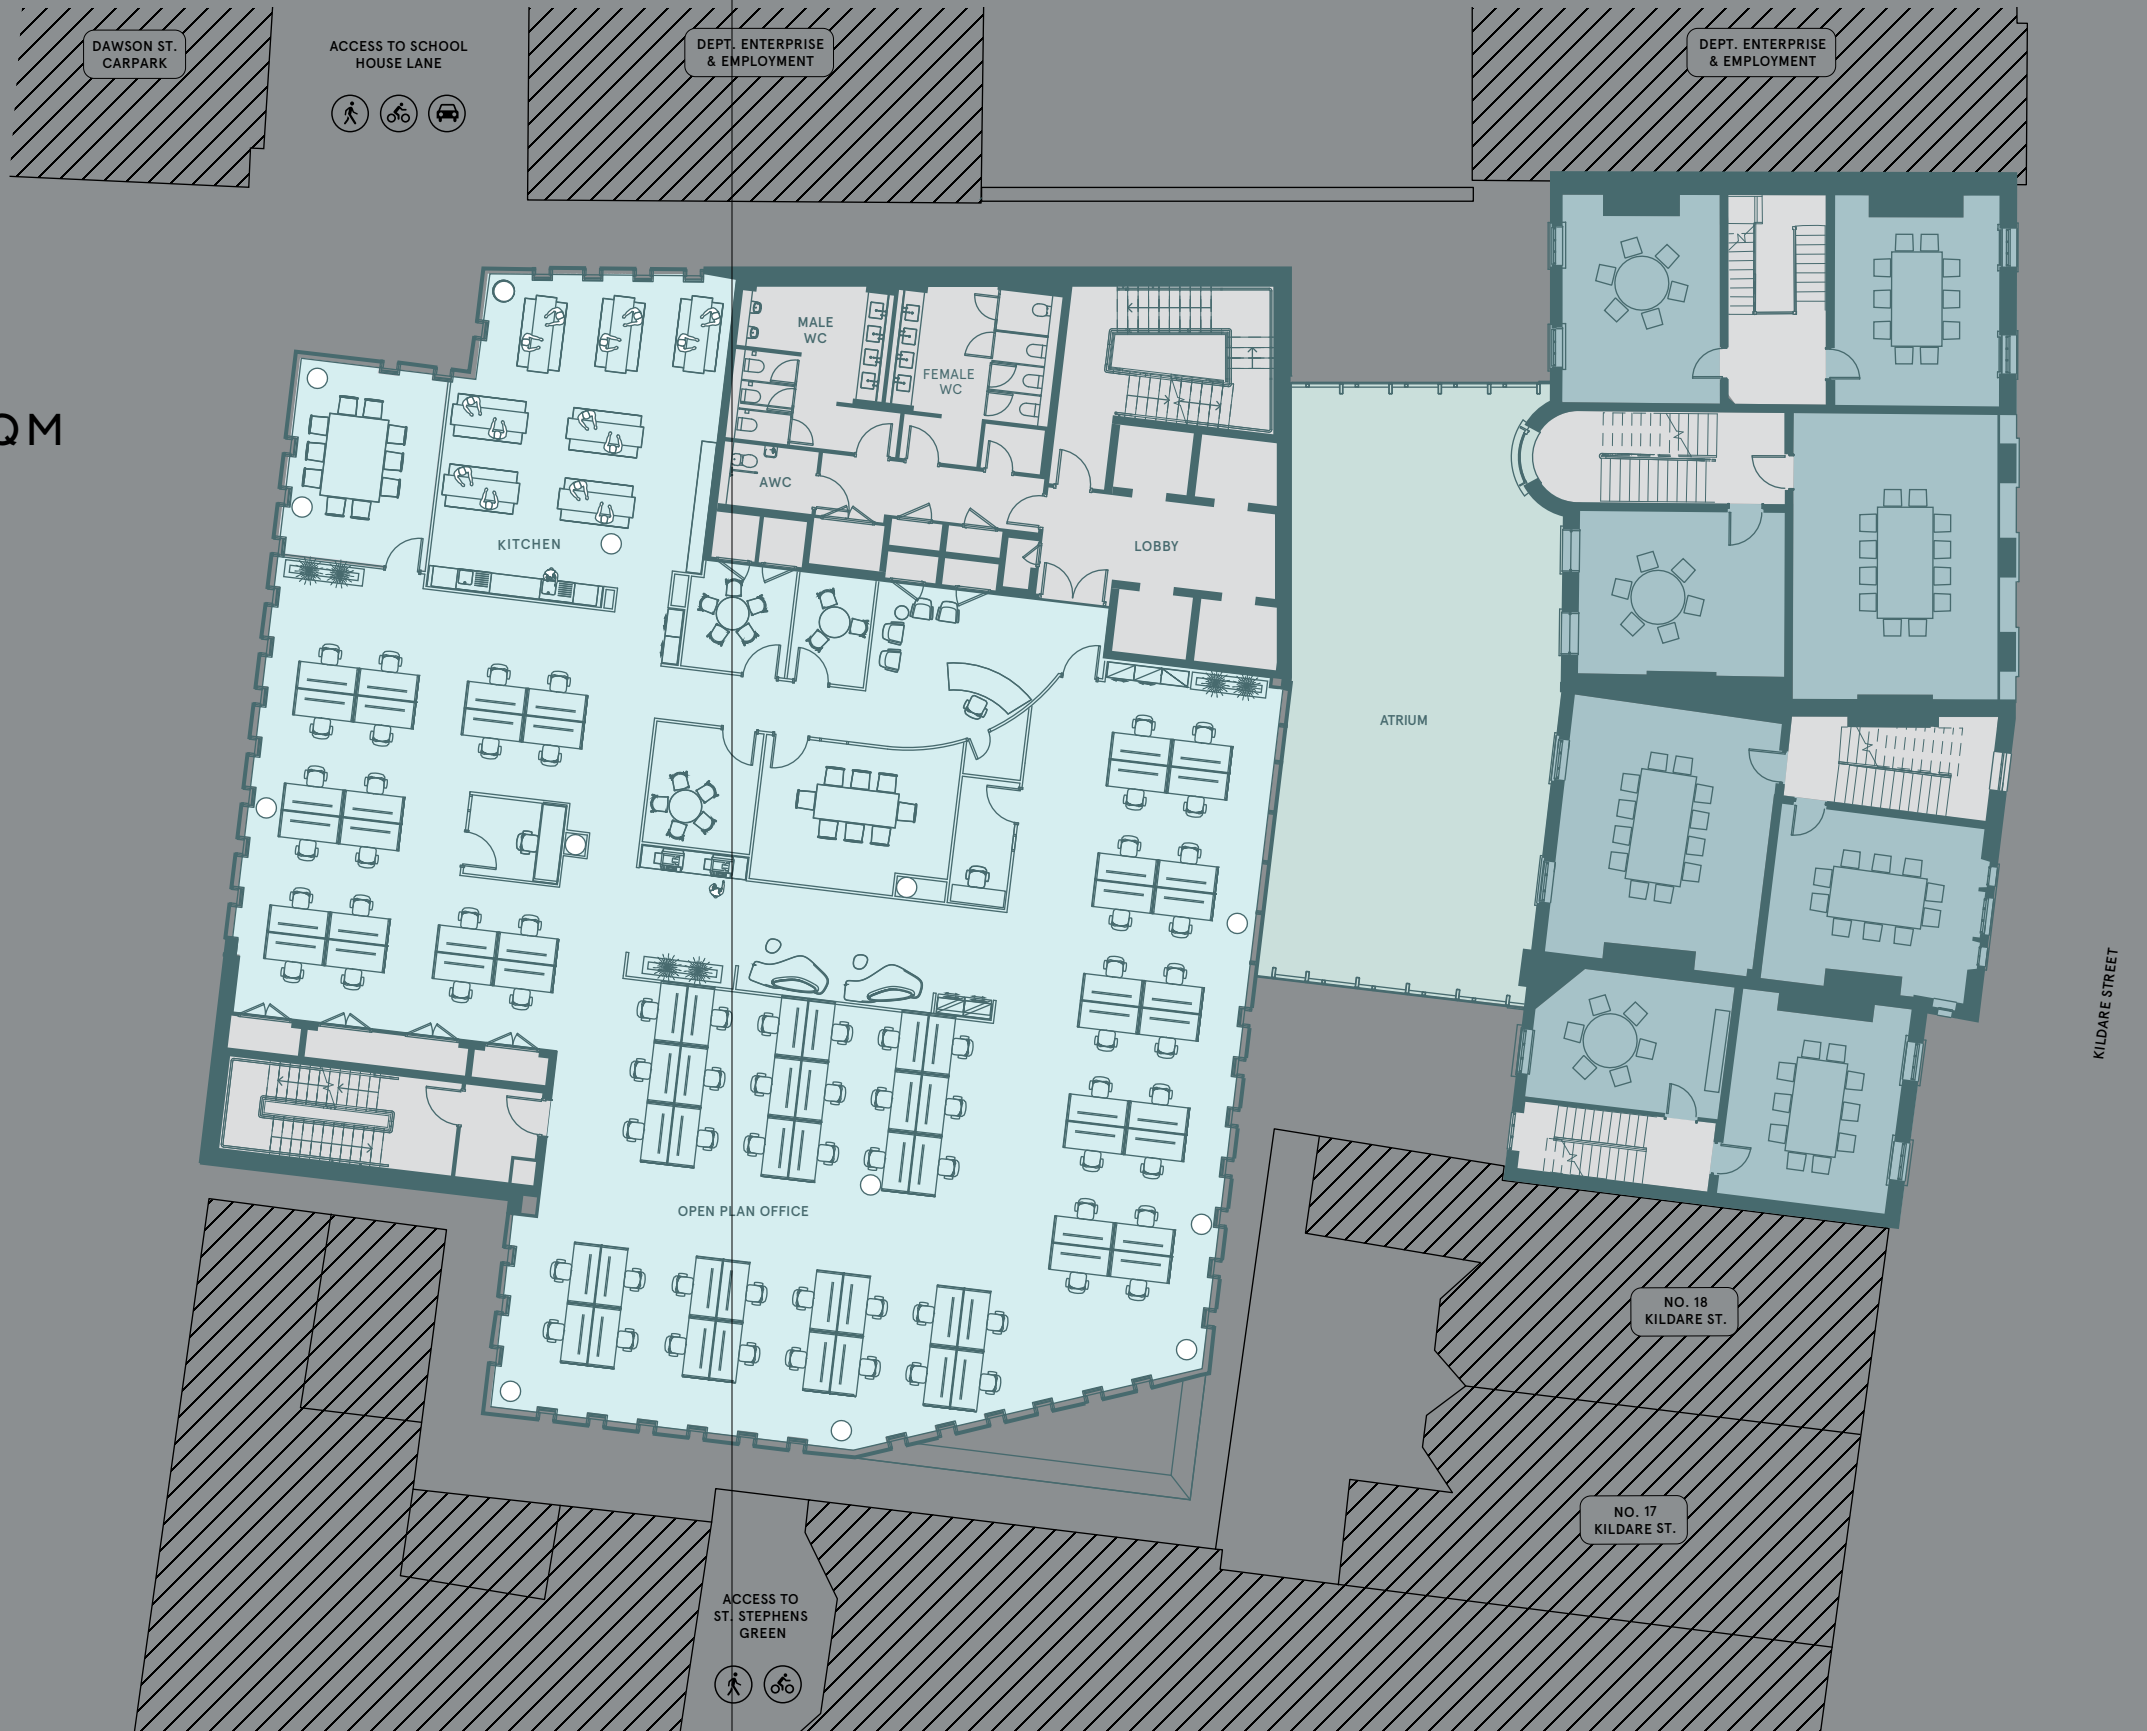 DAWSON ST.
CARPARK
ACCESS TO SCHOOL
HOUSE LANE
DEPT. ENTERPRISE
& EMPLOYMENT
DEPT. ENTERPRISE
& EMPLOYMENT
MALE
WC
FEMALE
WC
QM
AWC
KITCHEN
LOBBY
ATRIUM
KILDARE STREET
OPEN PLAN OFFICE
NO. 18
KILDARE ST.
NO. 17
KILDARE ST.
ACCESS TO
ST. STEPHENS
GREEN